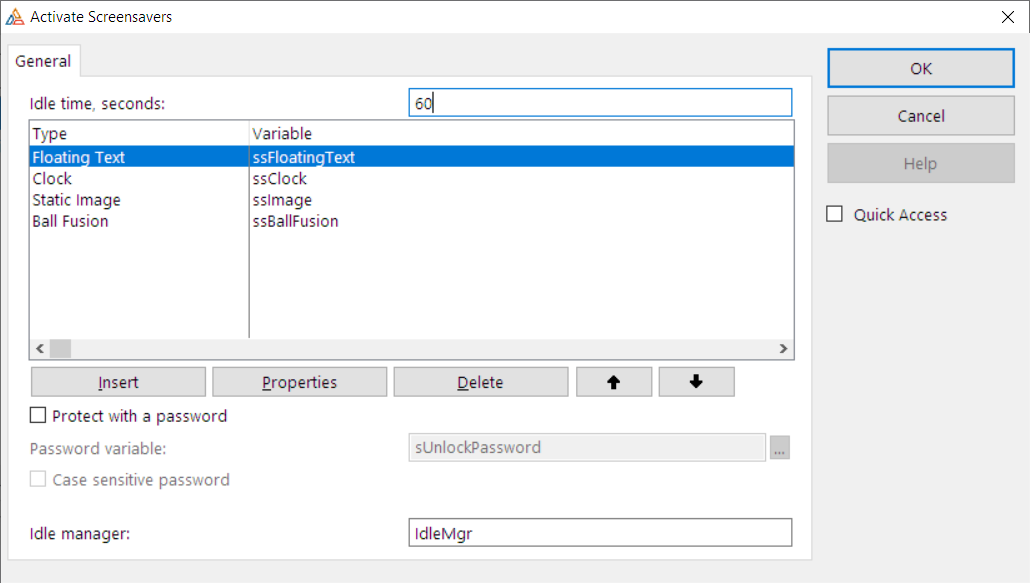 Activate Screensavers
General
Idle time, seconds: 60
Type Variable
Floating Text ssFloatingText
Clock ssClock
Static Image ssImage
Ball Fusion ssBallFusion
Insert Properties Delete
Protect with a password
Password variable: sUnlockPassword ...
Case sensitive password
Idle manager: IdleMgr
OK
Cancel
Help
Quick Access